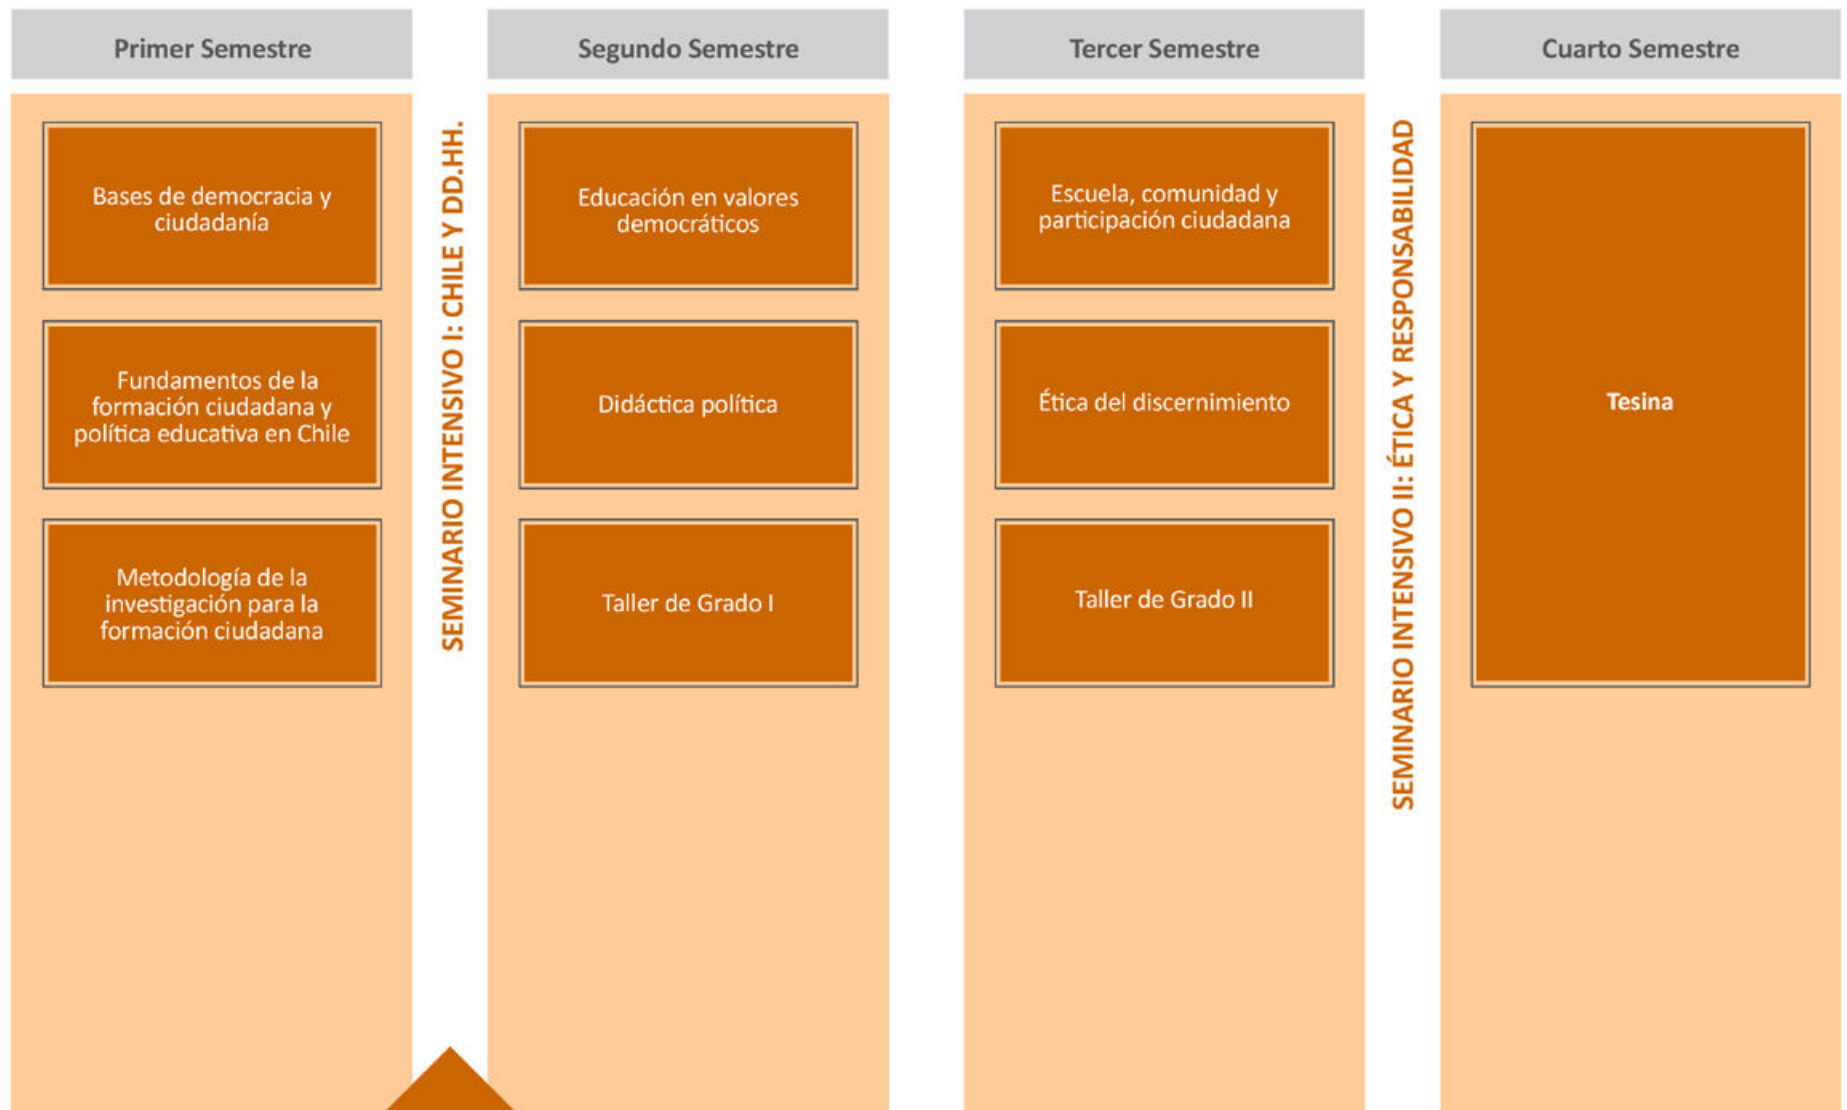 Primer Semestre
Bases de democracia y
ciudadanía
Fundamentos de la
formación ciudadana y
política educativa en Chile
Metodología de la
investigación para la
formación ciudadana
SEMINARIO INTENSIVO I: CHILE Y DD.HH.
Segundo Semestre
Educación en valores
democráticos
Didáctica política
Taller de Grado I
Tercer Semestre
Escuela, comunidad y
participación ciudadana
Ética del discernimiento
Taller de Grado II
SEMINARIO INTENSIVO II: ÉTICA Y RESPONSABILIDAD
Cuarto Semestre
Tesina